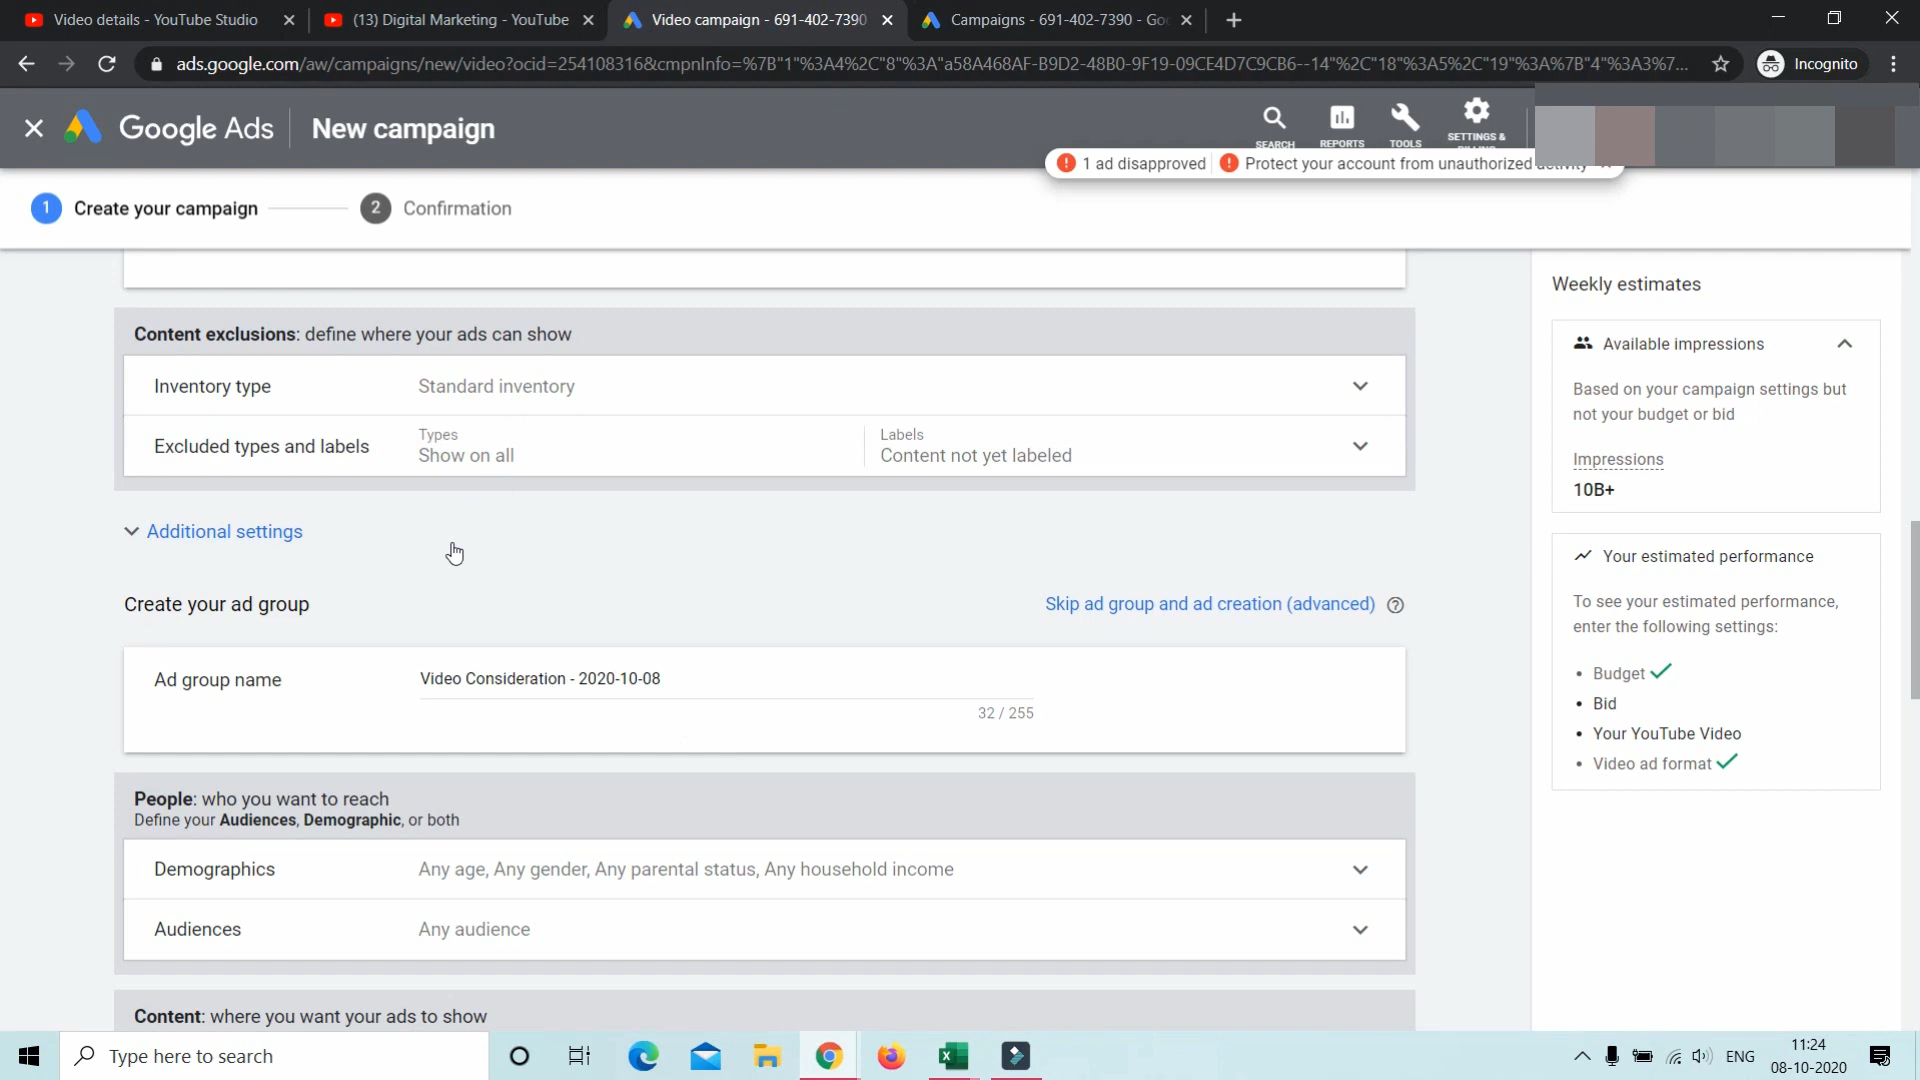 Video details - YouTube Studio
(13) Digital Marketing - YouTube
Video campaign - 691-402-7390
Campaigns - 691-402-7390 - Goo
ads.google.com/aw/campaigns/new/video?ocid=254108316&cmpnInfo=%7B"1"%3A4%2C"8"%3A"a58A468AF-B9D2-48B0-9F19-09CE4D7C9CB6--14"%2C"18"%3A5%2C"19"%3A%7B"4"%3A3%7...
Incognito
Google Ads
New campaign
SEARCH
REPORTS
TOOLS
SETTINGS &
1 ad disapproved
Protect your account from unauthorized activity
1 Create your campaign
2 Confirmation
Content exclusions: define where your ads can show
Inventory type
Standard inventory
Excluded types and labels
Types
Show on all
Labels
Content not yet labeled
Additional settings
Create your ad group
Skip ad group and ad creation (advanced)
Ad group name
Video Consideration - 2020-10-08
32 / 255
People: who you want to reach
Define your Audiences, Demographic, or both
Demographics
Any age, Any gender, Any parental status, Any household income
Audiences
Any audience
Content: where you want your ads to show
Weekly estimates
Available impressions
Based on your campaign settings but
not your budget or bid
Impressions
10B+
Your estimated performance
To see your estimated performance,
enter the following settings:
• Budget
• Bid
• Your YouTube Video
• Video ad format
Type here to search
ENG
11:24
08-10-2020